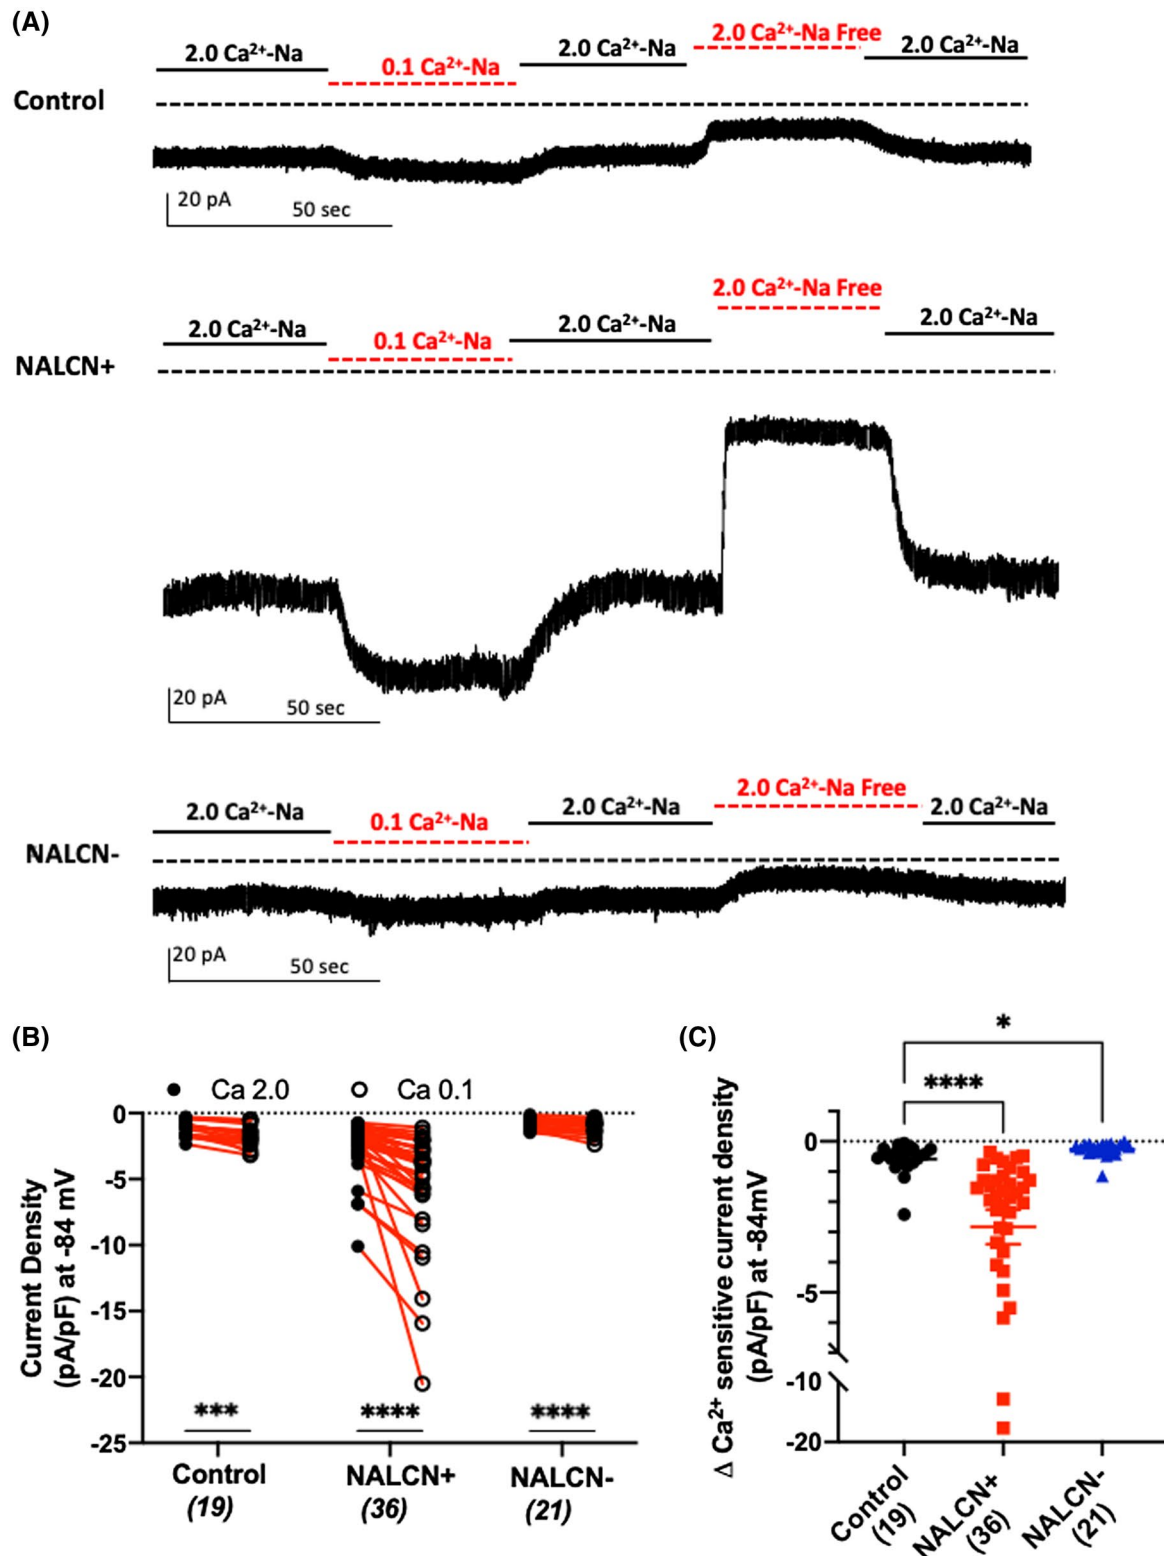 (A)
2.0 Ca²⁺-Na
0.1 Ca²⁺-Na
2.0 Ca²⁺-Na
2.0 Ca²⁺-Na Free
2.0 Ca²⁺-Na
Control
20 pA
50 sec
2.0 Ca²⁺-Na
0.1 Ca²⁺-Na
2.0 Ca²⁺-Na
2.0 Ca²⁺-Na Free
2.0 Ca²⁺-Na
NALCN+
20 pA
50 sec
2.0 Ca²⁺-Na
0.1 Ca²⁺-Na
2.0 Ca²⁺-Na
2.0 Ca²⁺-Na Free
2.0 Ca²⁺-Na
NALCN-
20 pA
50 sec
(B)
Ca 2.0
Ca 0.1
Current Density
(pA/pF) at -84 mV
0
-5
-10
-15
-20
-25
***
****
****
Control
(19)
NALCN+
(36)
NALCN-
(21)
(C)
*
****
Δ Ca²⁺ sensitive current density
(pA/pF) at -84mV
0
-5
-10
-20
Control
(19)
NALCN+
(36)
NALCN-
(21)